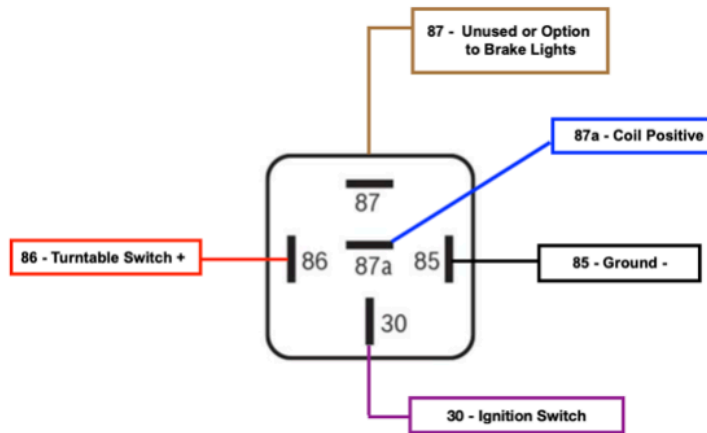 87 -  Unused or Option
to Brake Lights
87a - Coil Positive
87
86 - Turntable Switch +
86
87a
85
85 - Ground -
30
30 - Ignition Switch